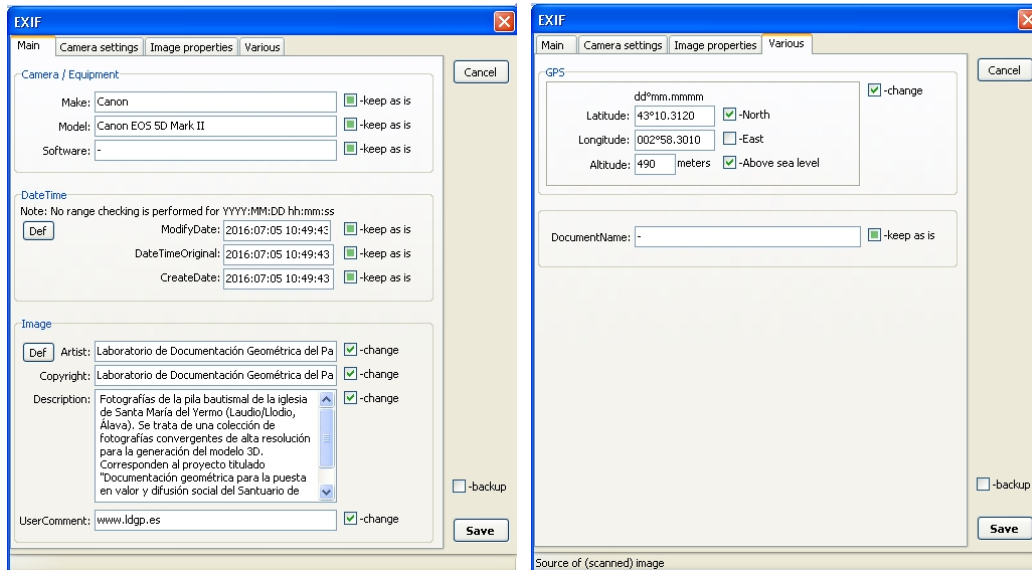 EXIF
Main Camera settings Image properties Various
Camera / Equipment
Cancel
Make: Canon -keep as is
Model: Canon EOS 5D Mark II -keep as is
Software: - -keep as is
DateTime
Note: No range checking is performed for YYYY:MM:DD hh:mm:ss
Def ModifyDate: 2016:07:05 10:49:43 -keep as is
DateTimeOriginal: 2016:07:05 10:49:43 -keep as is
CreateDate: 2016:07:05 10:49:43 -keep as is
Image
Def Artist: Laboratorio de Documentación Geométrica del Pa -change
Copyright: Laboratorio de Documentación Geométrica del Pa -change
Description: Fotografías de la pila bautismal de la iglesia -change
de Santa María del Yermo (Laudio/Llodio,
Álava). Se trata de una colección de
fotografías convergentes de alta resolución
para la generación del modelo 3D.
Corresponden al proyecto titulado
"Documentación geométrica para la puesta
en valor y difusión social del Santuario de
-backup
UserComment: www.ldgp.es -change
Save
EXIF
Main Camera settings Image properties Various
GPS
Cancel
-change
dd°mm.mmmm
Latitude: 43°10.3120 -North
Longitude: 002°58.3010 -East
Altitude: 490 meters -Above sea level
DocumentName: - -keep as is
-backup
Save
Source of (scanned) image